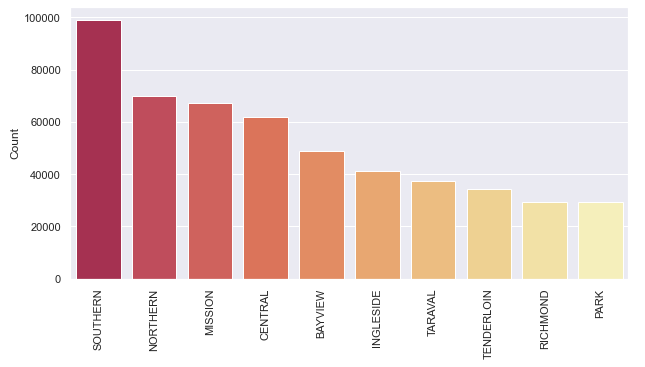 100000
80000
60000
40000
20000
0
Count
SOUTHERN
NORTHERN
MISSION
CENTRAL
BAYVIEW
INGLESIDE
TARAVAL
TENDERLOIN
RICHMOND
PARK